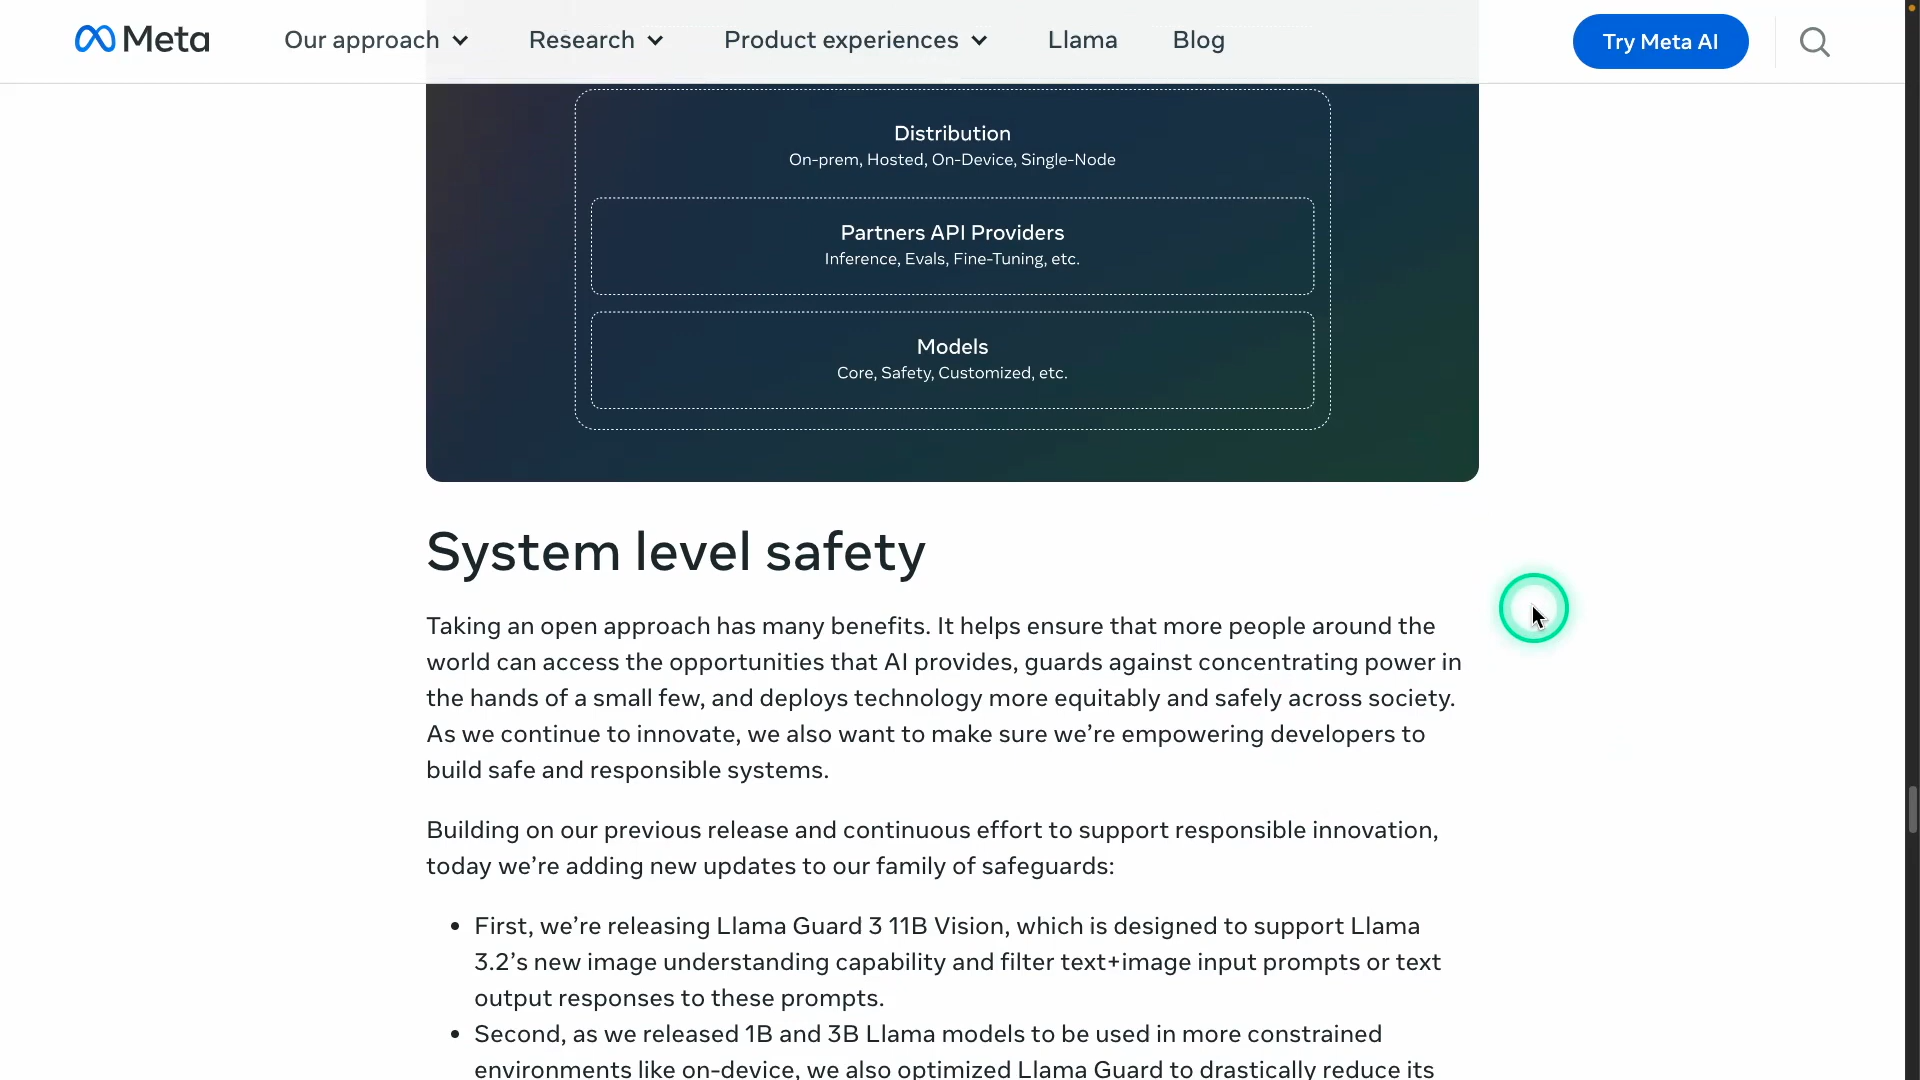 Meta
Our approach
Research
Product experiences
Llama
Blog
Try Meta AI
Distribution
On-prem, Hosted, On-Device, Single-Node
Partners API Providers
Inference, Evals, Fine-Tuning, etc.
Models
Core, Safety, Customized, etc.
System level safety
Taking an open approach has many benefits. It helps ensure that more people around the
world can access the opportunities that AI provides, guards against concentrating power in
the hands of a small few, and deploys technology more equitably and safely across society.
As we continue to innovate, we also want to make sure we’re empowering developers to
build safe and responsible systems.
Building on our previous release and continuous effort to support responsible innovation,
today we’re adding new updates to our family of safeguards:
• First, we’re releasing Llama Guard 3 11B Vision, which is designed to support Llama
3.2’s new image understanding capability and filter text+image input prompts or text
output responses to these prompts.
• Second, as we released 1B and 3B Llama models to be used in more constrained
environments like on-device, we also optimized Llama Guard to drastically reduce its